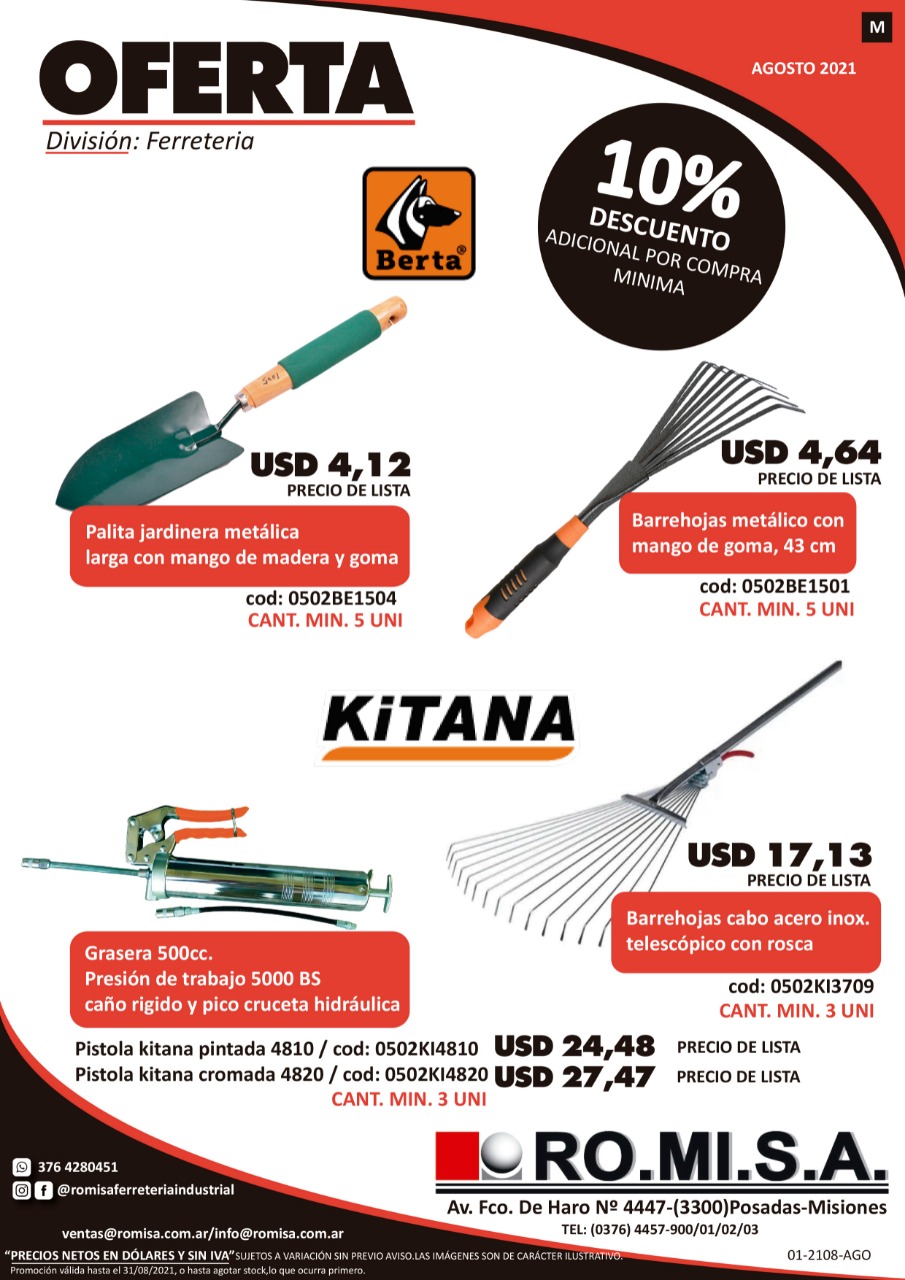 M
AGOSTO 2021
OFERTA
División: Ferreteria
10%
DESCUENTO
ADICIONAL POR COMPRA
MINIMA
Berta®
USD 4,12
PRECIO DE LISTA
Palita jardinera metálica
larga con mango de madera y goma
cod: 0502BE1504
CANT. MIN. 5 UNI
USD 4,64
PRECIO DE LISTA
Barrehojas metálico con
mango de goma, 43 cm
cod: 0502BE1501
CANT. MIN. 5 UNI
KiTANA
USD 17,13
PRECIO DE LISTA
Barrehojas cabo acero inox.
telescópico con rosca
cod: 0502KI3709
CANT. MIN. 3 UNI
Grasera 500cc.
Presión de trabajo 5000 BS
caño rigido y pico cruceta hidráulica
Pistola kitana pintada 4810 / cod: 0502KI4810 USD 24,48 PRECIO DE LISTA
Pistola kitana cromada 4820 / cod: 0502KI4820 USD 27,47 PRECIO DE LISTA
CANT. MIN. 3 UNI
RO.MI.S.A.
Av. Fco. De Haro Nº 4447-(3300)Posadas-Misiones
TEL: (0376) 4457-900/01/02/03
376 4280451
@romisaferreteriaindustrial
ventas@romisa.com.ar/info@romisa.com.ar
"PRECIOS NETOS EN DÓLARES Y SIN IVA" SUJETOS A VARIACIÓN SIN PREVIO AVISO.LAS IMÁGENES SON DE CARÁCTER ILUSTRATIVO.
Promoción válida hasta el 31/08/2021, o hasta agotar stock,lo que ocurra primero.
01-2108-AGO